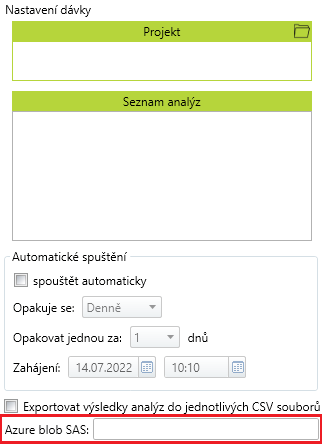 Nastavení dávky
Projekt
Seznam analýz
Automatické spuštění
spouštět automaticky
Opakuje se: Denně
Opakovat jednou za: 1 dnů
Zahájení: 14.07.2022 10:10
Exportovat výsledky analýz do jednotlivých CSV souborů
Azure blob SAS: